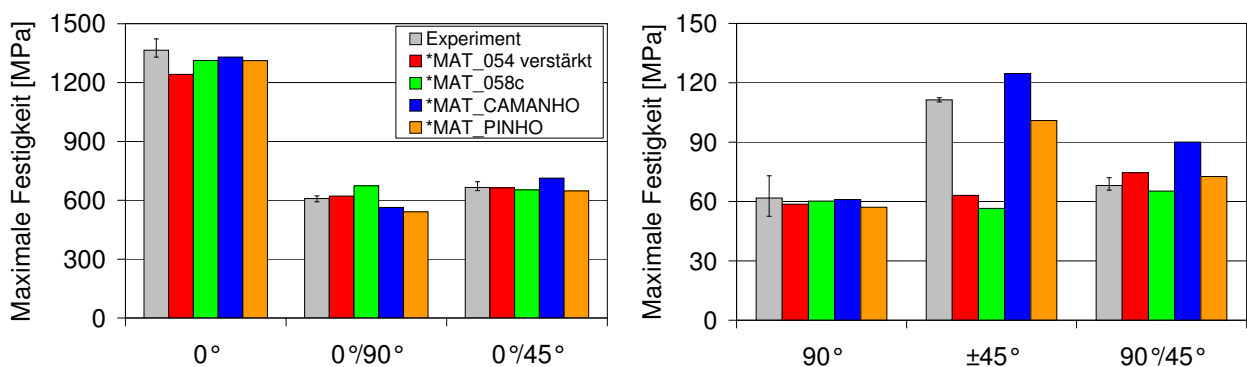 Maximale Festigkeit [MPa]
1500
1200
900
600
300
0
Experiment
*MAT_054 verstärkt
*MAT_058c
*MAT_CAMANHO
*MAT_PINHO
0°
0°/90°
0°/45°
Maximale Festigkeit [MPa]
150
120
90
60
30
0
90°
±45°
90°/45°